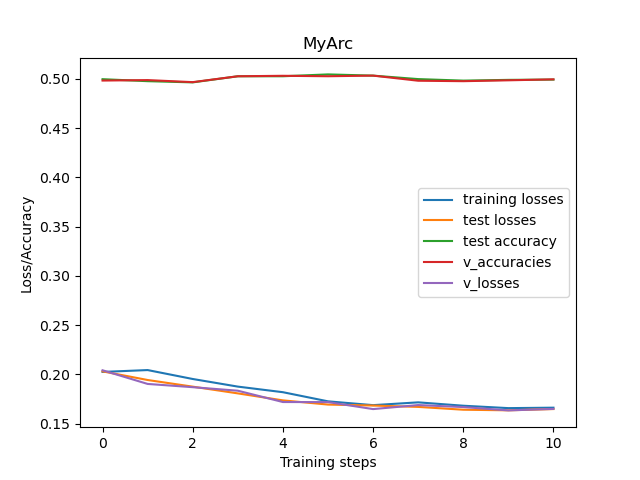 MyArc
0.50
0.45
0.40
0.35
0.30
0.25
0.20
0.15
Loss/Accuracy
training losses
test losses
test accuracy
v_accuracies
v_losses
0 2 4 6 8 10
Training steps